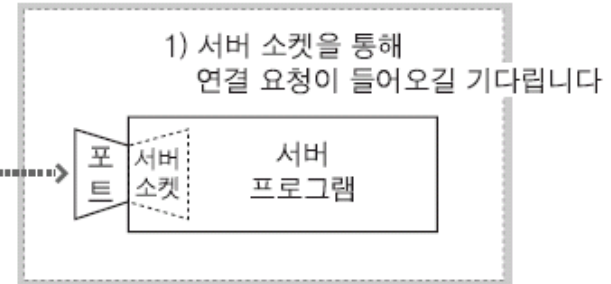 1) 서버 소켓을 통해
연결 요청이 들어오길 기다립니다
포트
서버
소켓
서버
프로그램